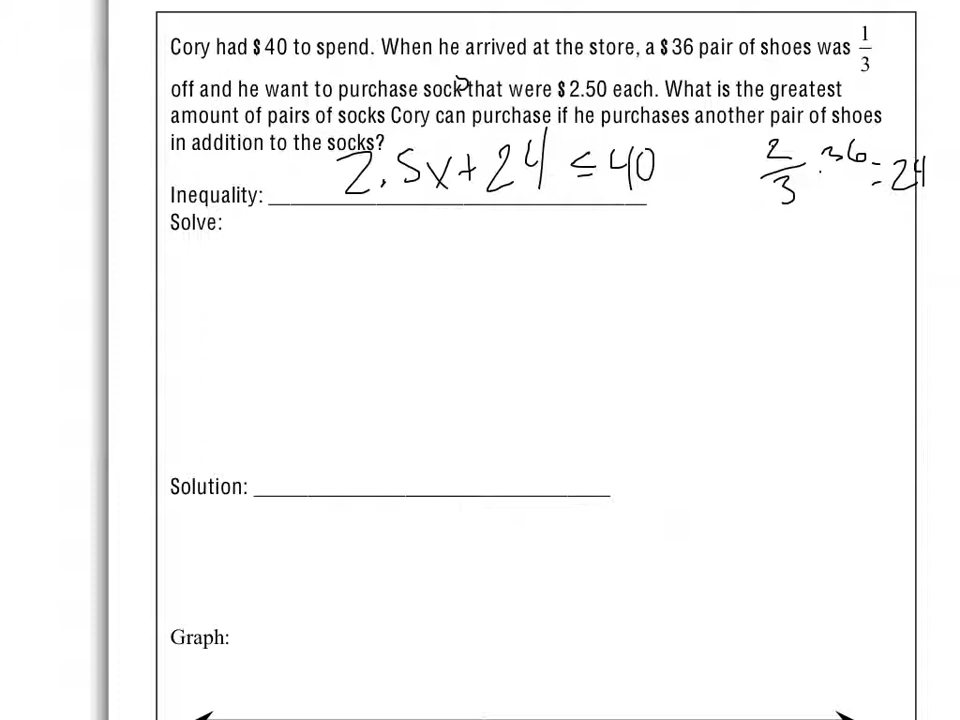 Cory had $40 to spend. When he arrived at the store, a $36 pair of shoes was 1/3
off and he want to purchase socks that were $2.50 each. What is the greatest
amount of pairs of socks Cory can purchase if he purchases another pair of shoes
in addition to the socks?
2/3 · 36 = 24
Inequality: 2.5x + 24 ≤ 40
Solve:
Solution:
Graph: